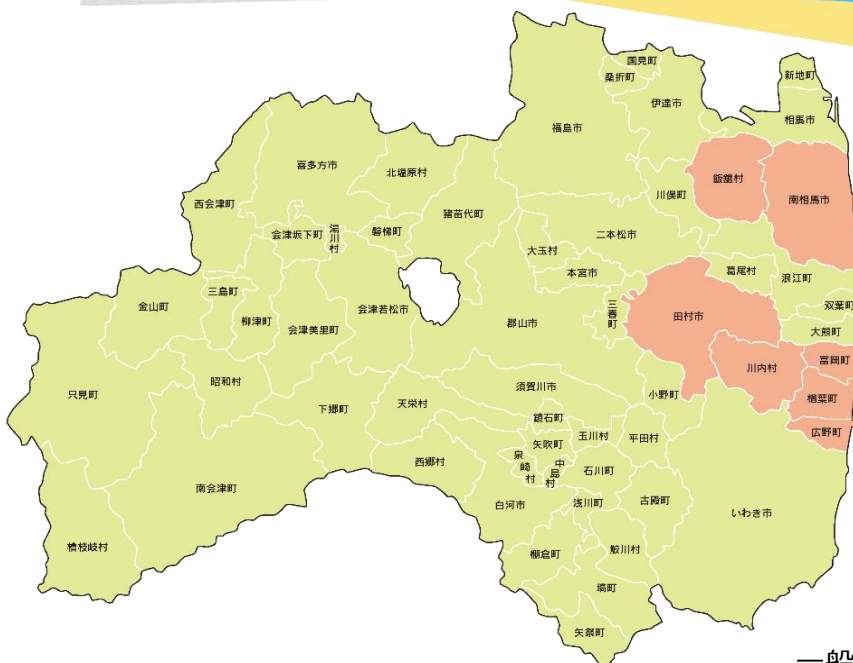 国見町
桑折町
新地町
伊達市
相馬市
福島市
喜多方市
北塩原村
飯舘村
川俣町
南相馬市
西会津町
猪苗代町
会津坂下町
湯川村
磐梯町
二本松市
大玉村
本宮市
葛尾村
浪江町
三島町
金山町
柳津町
会津美里町
会津若松市
郡山市
三春町
田村市
双葉町
大熊町
富岡町
川内村
昭和村
只見町
下郷町
天栄村
須賀川市
小野町
楢葉町
鏡石町
広野町
矢吹町
玉川村
平田村
西郷村
泉崎村
中島村
石川町
南会津町
白河市
浅川町
古殿町
いわき市
檜枝岐村
棚倉町
鮫川村
塙町
矢祭町